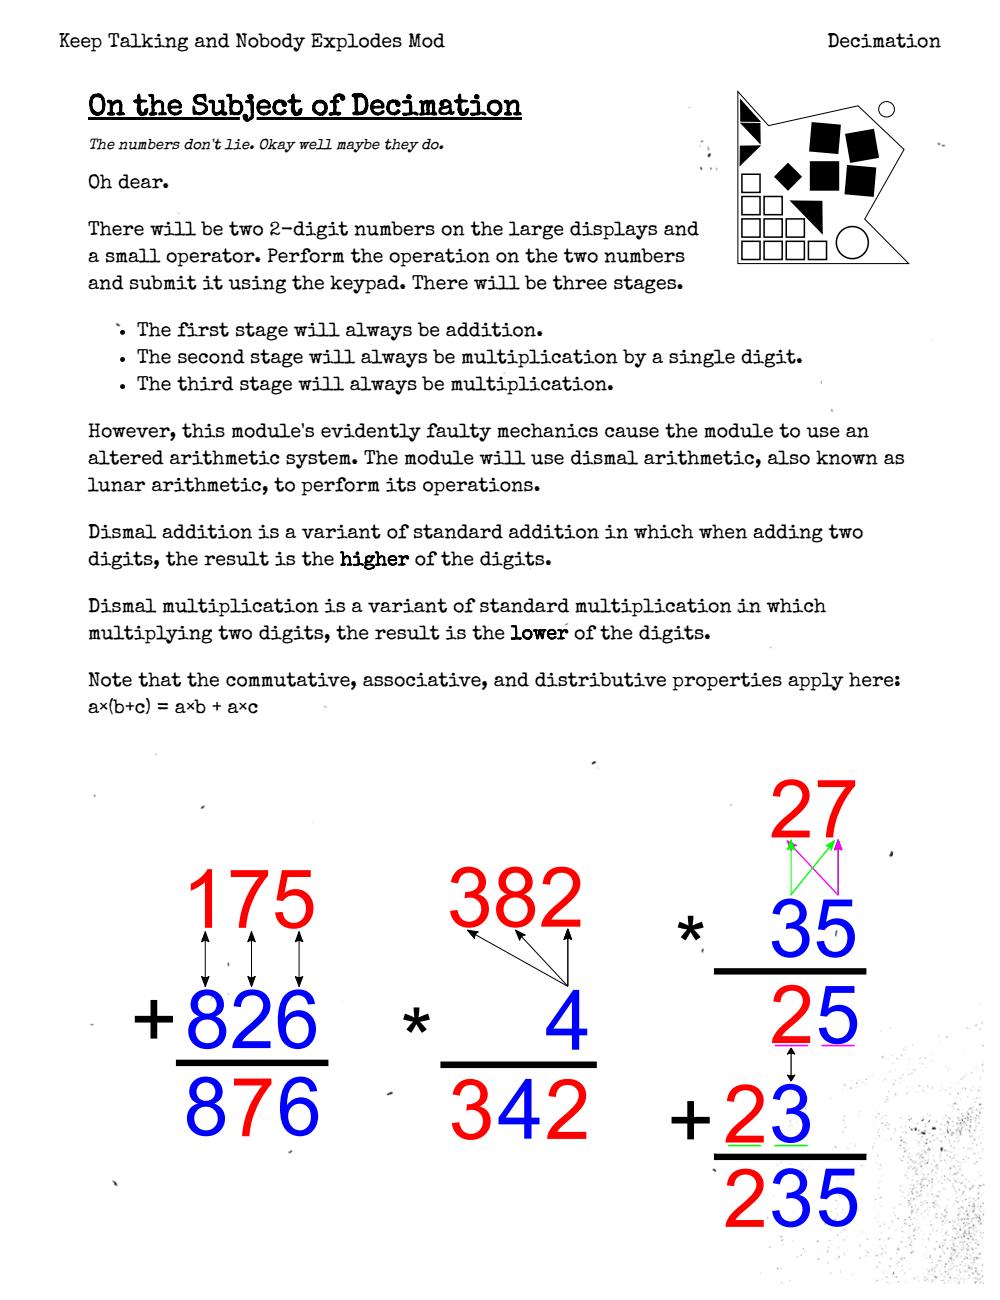 Keep Talking and Nobody Explodes Mod
Decimation
On the Subject of Decimation
The numbers don't lie. Okay well maybe they do.
Oh dear.
There will be two 2-digit numbers on the large displays and
a small operator. Perform the operation on the two numbers
and submit it using the keypad. There will be three stages.
• The first stage will always be addition.
• The second stage will always be multiplication by a single digit.
• The third stage will always be multiplication.
However, this module's evidently faulty mechanics cause the module to use an
altered arithmetic system. The module will use dismal arithmetic, also known as
lunar arithmetic, to perform its operations.
Dismal addition is a variant of standard addition in which when adding two
digits, the result is the higher of the digits.
Dismal multiplication is a variant of standard multiplication in which
multiplying two digits, the result is the lower of the digits.
Note that the commutative, associative, and distributive properties apply here:
a×(b+c) = a×b + a×c
175
+ 826
876
382
* 4
342
27
* 35
25
+ 23
235